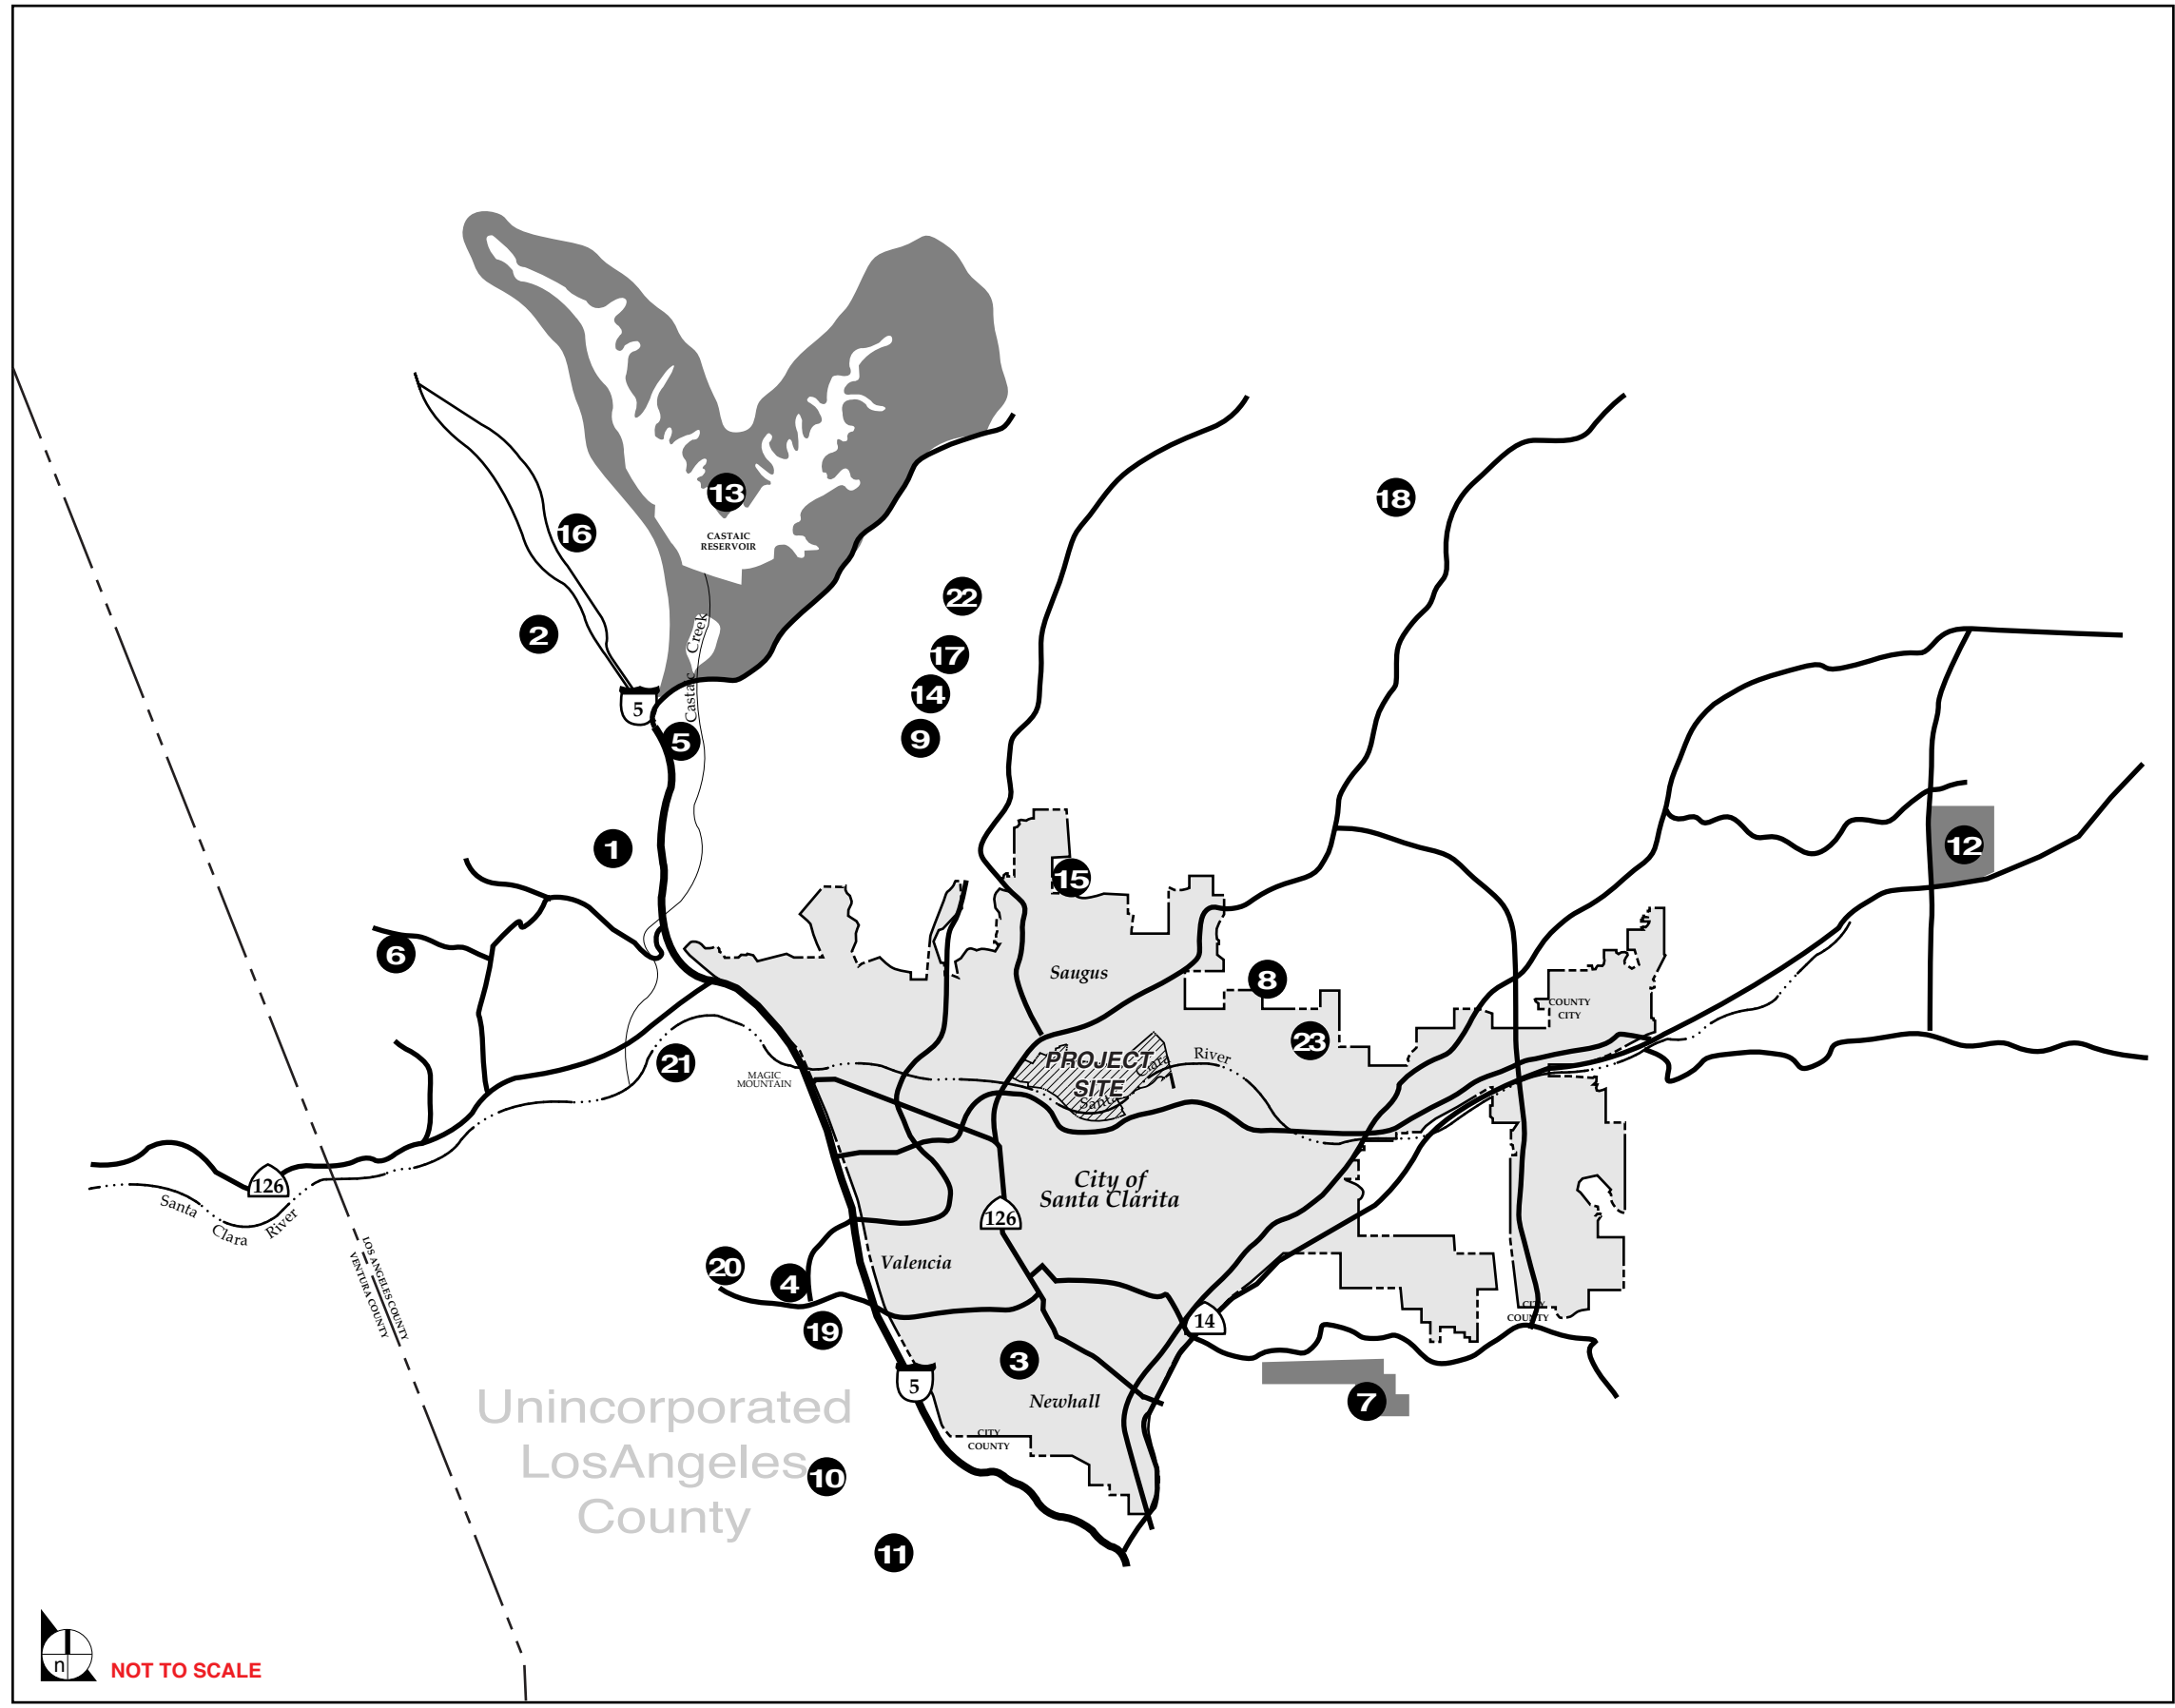 13
18
16
CASTAIC
RESERVOIR
22
2
Castaic Creek
17
14
5
5
9
12
1
15
6
Saugus
8
COUNTY
CITY
23
21
PROJECT
SITE
Santa Clara River
MAGIC
MOUNTAIN
126
City of
Santa Clarita
Santa Clara River
126
LOS ANGELES COUNTY
VENTURA COUNTY
20
4
Valencia
CITY
COUNTY
19
14
3
5
7
Newhall
Unincorporated
LosAngeles
County
CITY
COUNTY
10
11
n
NOT TO SCALE